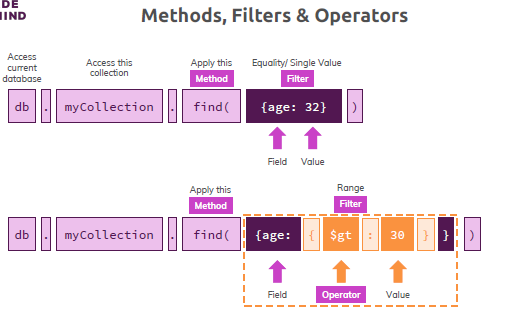 DE
MIND
Methods, Filters & Operators
Access current database
Access this collection
Apply this
Method
Equality/ Single Value
Filter
db . myCollection . find( {age: 32} )
Field Value
Apply this
Method
Range
Filter
db . myCollection . find( {age: { $gt : 30 } } )
Field Operator Value